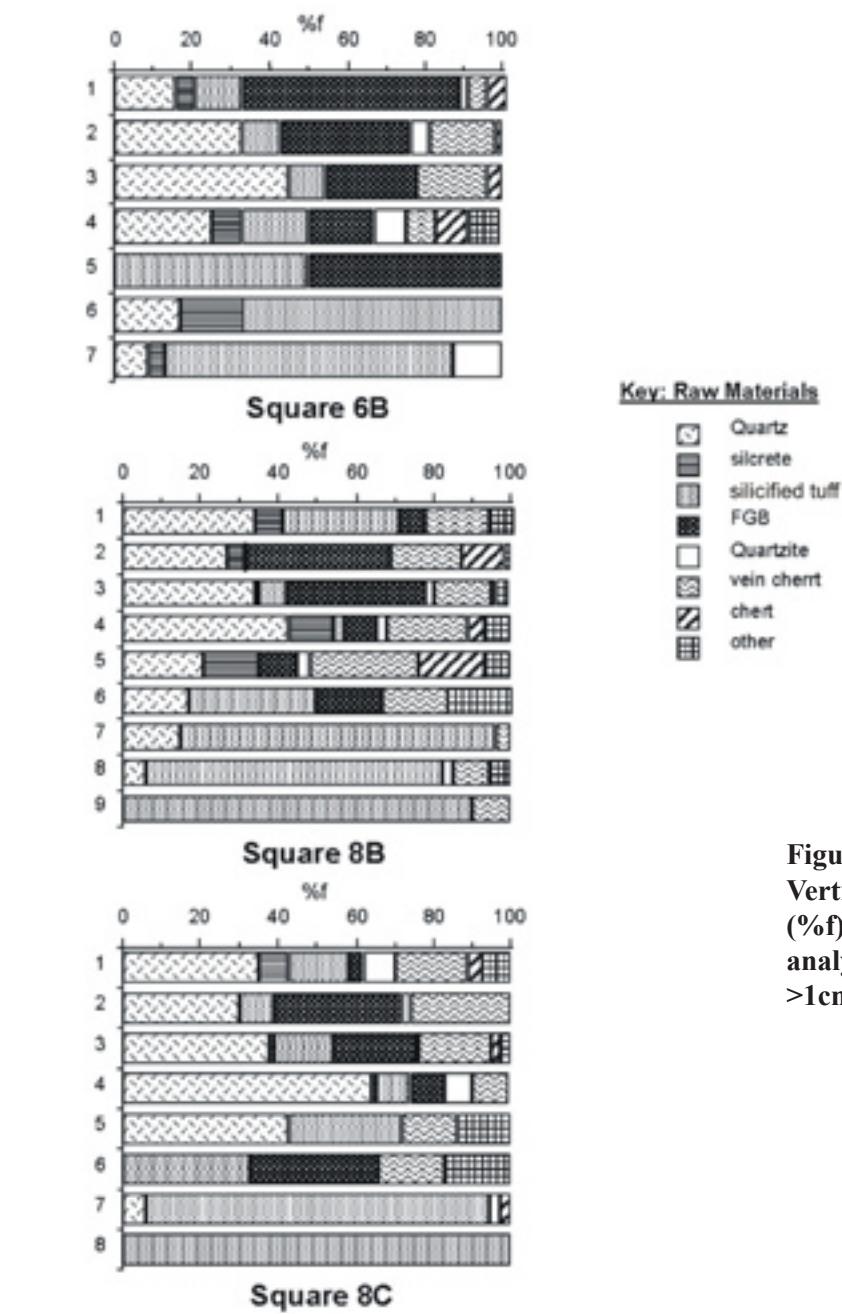 %f
0 20 40 60 80 100
1
2
3
4
5
6
7
Square 6B
%f
0 20 40 60 80 100
1
2
3
4
5
6
7
8
9
Square 8B
%f
0 20 40 60 80 100
1
2
3
4
5
6
7
8
Square 8C
Key: Raw Materials
Quartz
silcrete
silicified tuff
FGB
Quartzite
vein cherrt
chert
other
Figu
Vert
(%f)
analy
>1cn